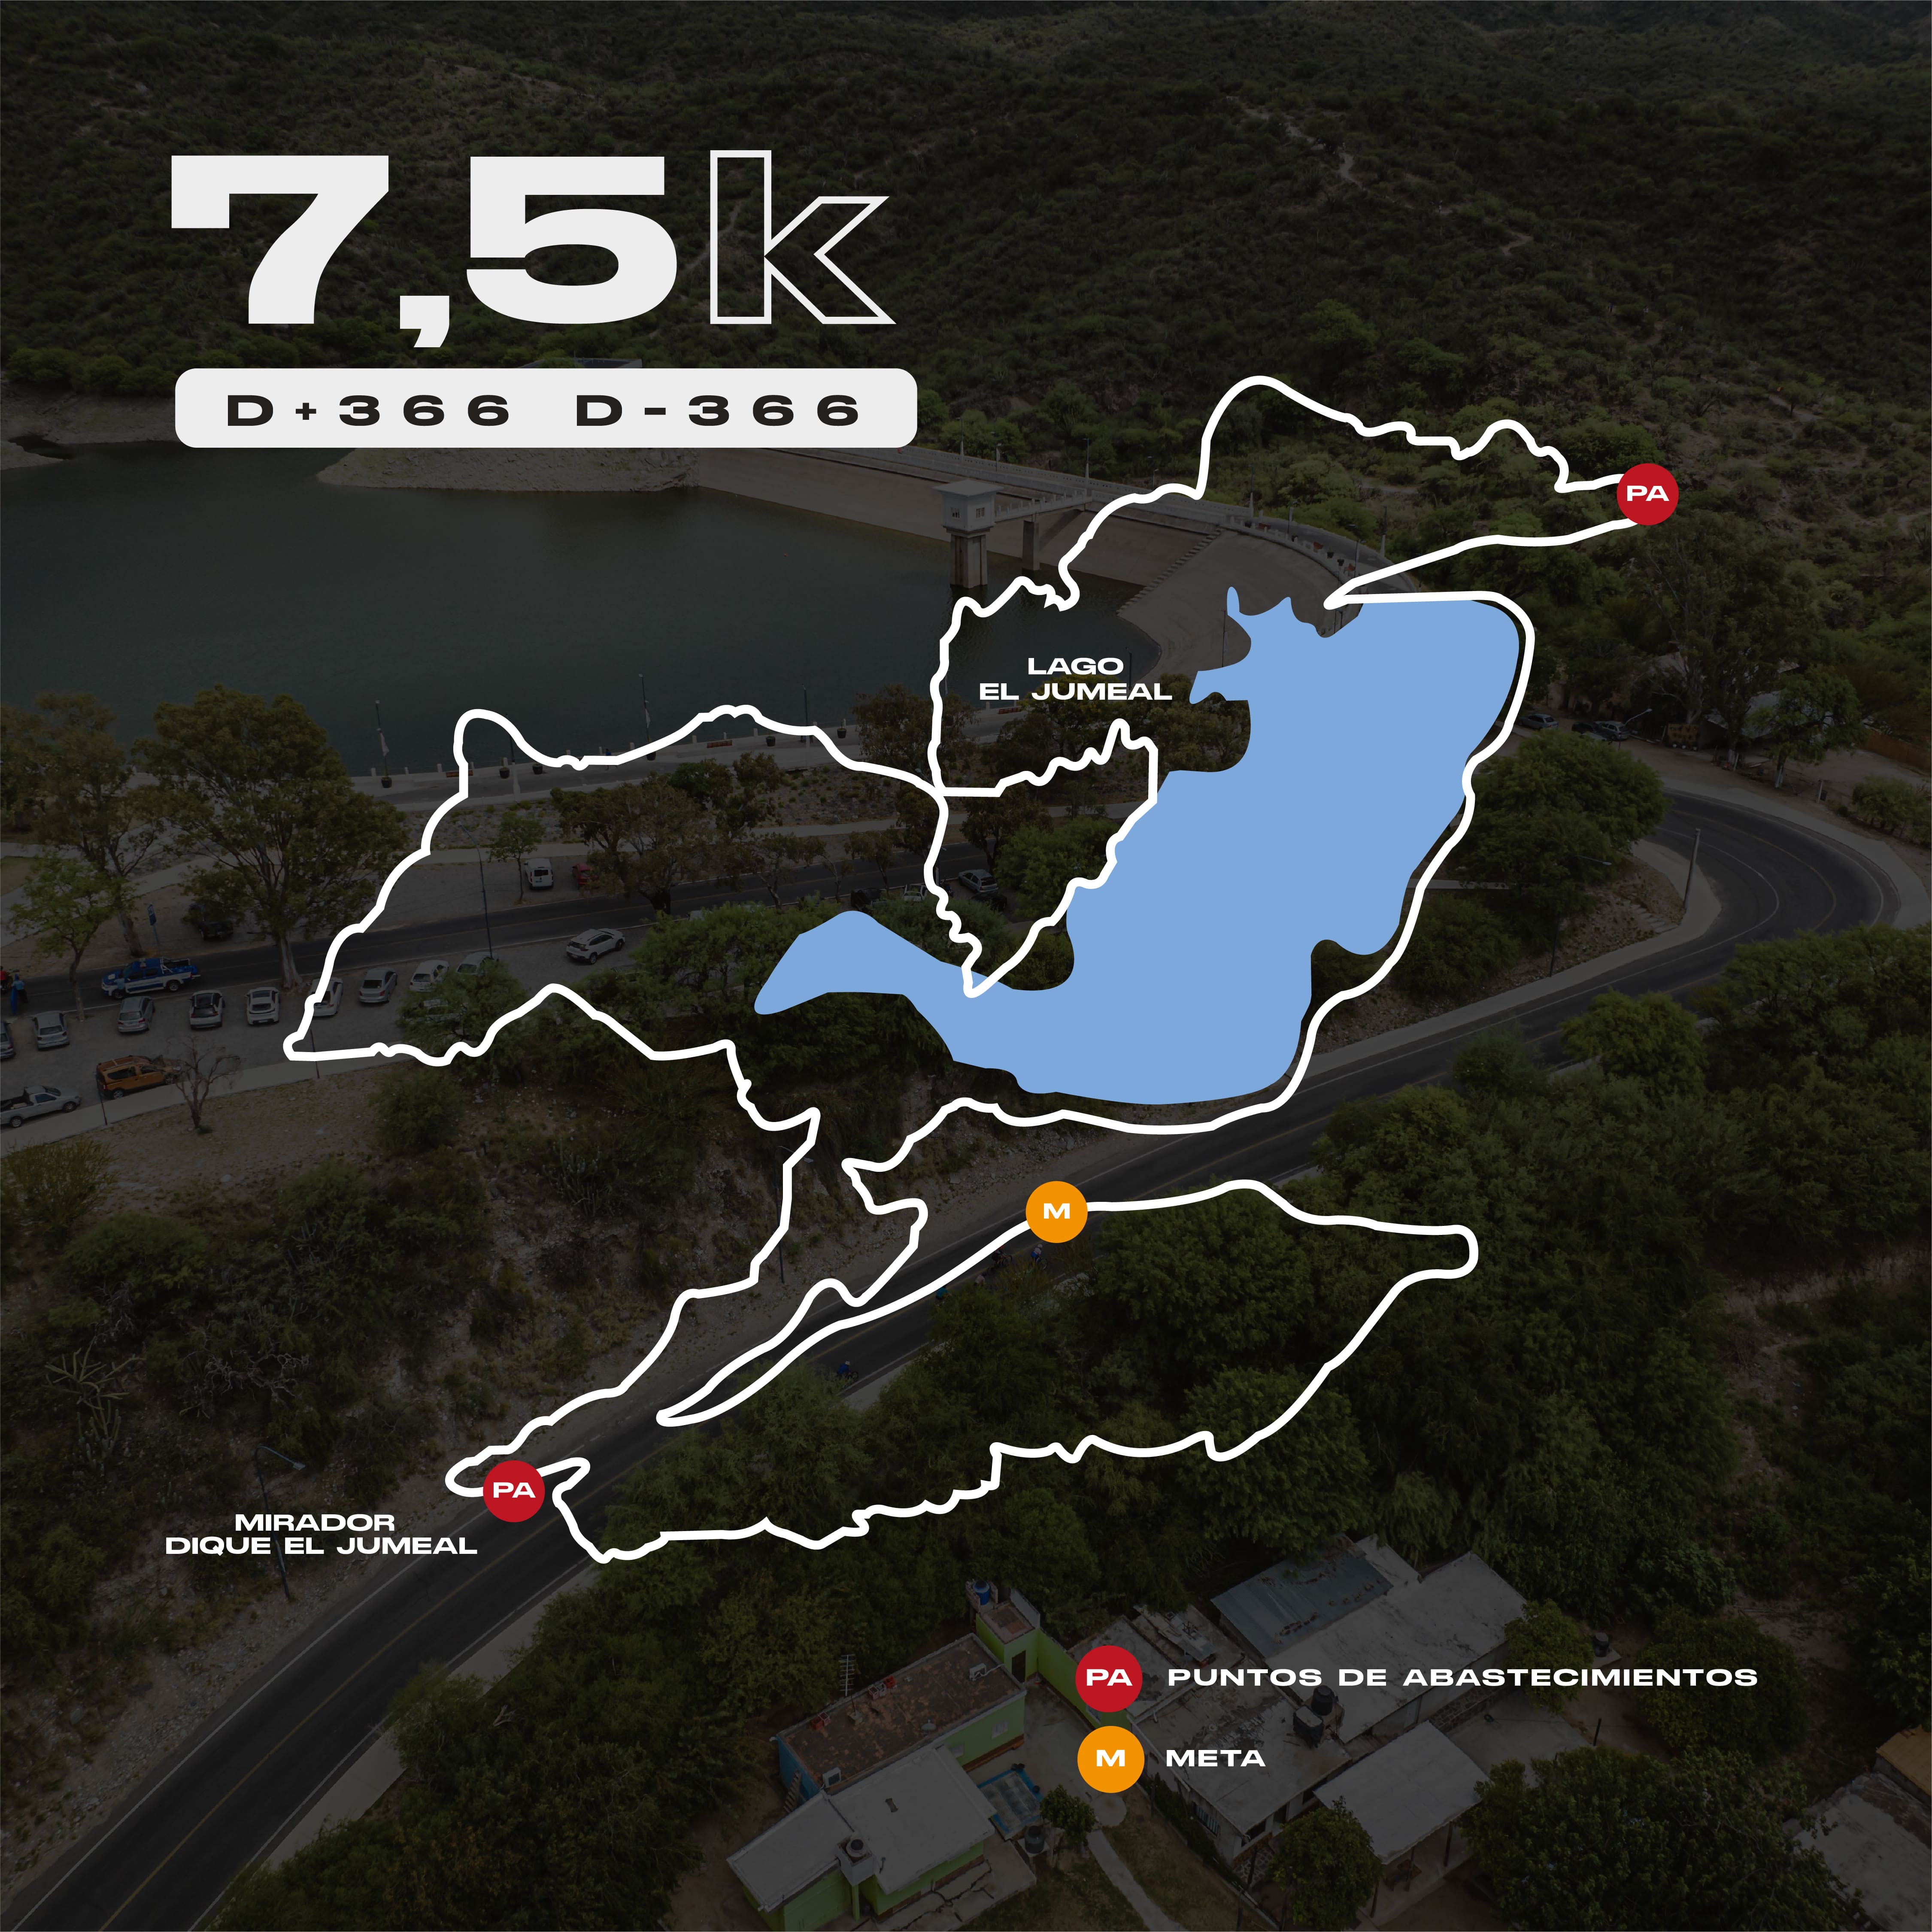 7,5k
D+366 D-366
PA
LAGO
EL JUMEAL
M
PA
MIRADOR
DIQUE EL JUMEAL
PA PUNTOS DE ABASTECIMIENTOS
M META